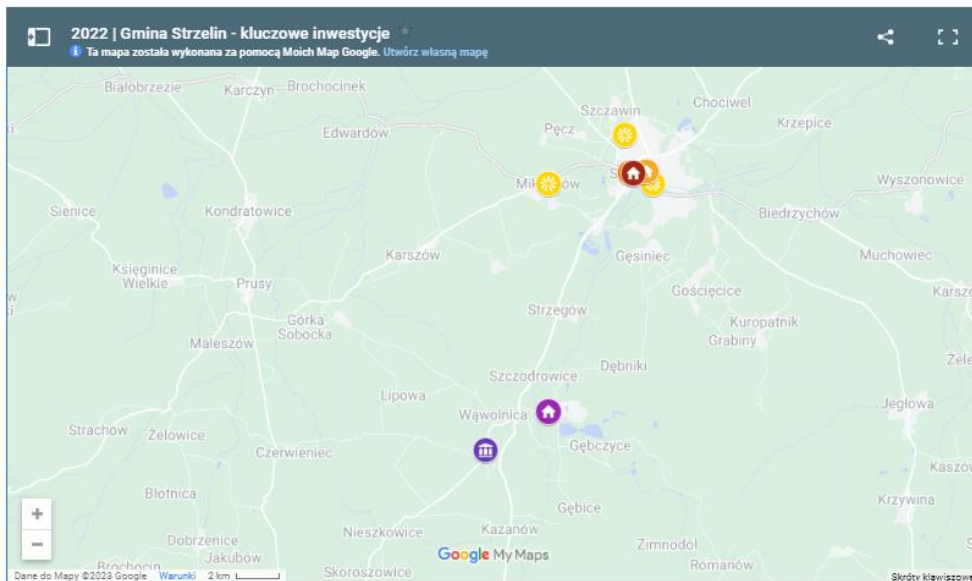 2022 | Gmina Strzelin - kluczowe inwestycje
Ta mapa została wykonana za pomocą Moich Map Google. Utwórz własną mapę
Białobrzezie
Karczyn
Brochocinek
Szczawin
Chociwel
Edwardów
Pęcz
Krzepice
Wyszonowice
Sienice
Kondratowice
Biedrzychów
Karszów
Gęsiniec
Muchowiec
Księginice
Wielkie
Prusy
Gościęcice
Strzegów
Górka
Sobocka
Kuropatnik
Grabiny
Maleszów
Dębniki
Szczodrowice
Lipowa
Wąwolnica
Jegłowa
Strachów
Żelowice
Czerwieniec
Gębczyce
Błotnica
Gębice
Krzywina
Nieszkowice
Kazanów
Dobrzenice
Jakubów
Zimnodół
Google My Maps
Brochocin
Skoroszowice
Romanów
Dane do Mapy ©2023 Google
Warunki
2 km
Skróty klawiszowe